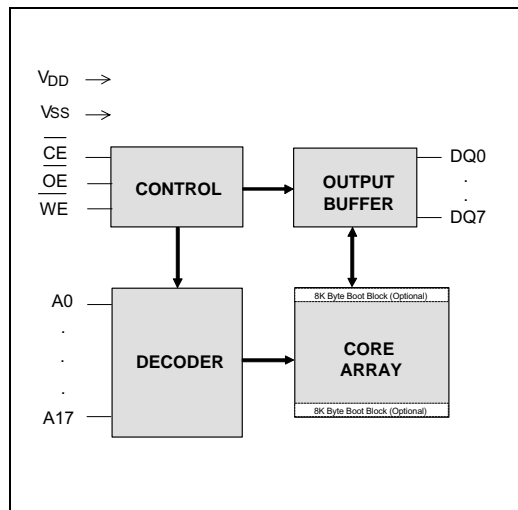 VDD
VSS
CE
OE
WE
CONTROL
OUTPUT
BUFFER
DQ0
.
.
DQ7
A0
.
.
.
A17
DECODER
8K Byte Boot Block (Optional)
CORE
ARRAY
8K Byte Boot Block (Optional)